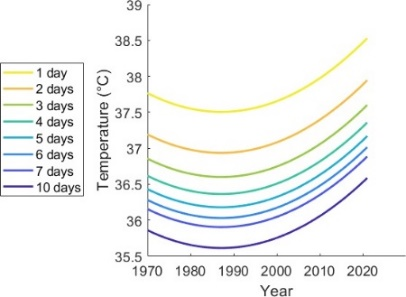 39
38.5
38
37.5
37
36.5
36
35.5
Temperature (°C)
1 day
2 days
3 days
4 days
5 days
6 days
7 days
10 days
1970 1980 1990 2000 2010 2020
Year